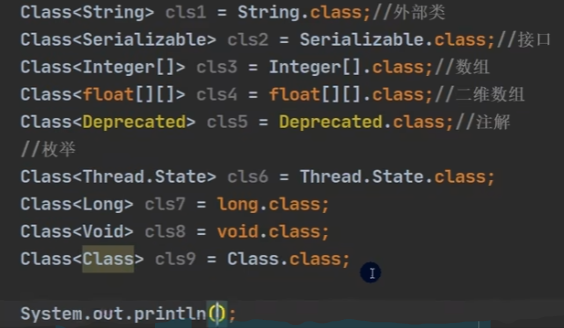 Class<String> cls1 = String.class;//外部类
Class<Serializable> cls2 = Serializable.class;//接口
Class<Integer[]> cls3 = Integer[].class;//数组
Class<float[][]> cls4 = float[][].class;//二维数组
Class<Deprecated> cls5 = Deprecated.class;//注解
//枚举
Class<Thread.State> cls6 = Thread.State.class;
Class<Long> cls7 = long.class;
Class<Void> cls8 = void.class;
Class<Class> cls9 = Class.class;
System.out.println();